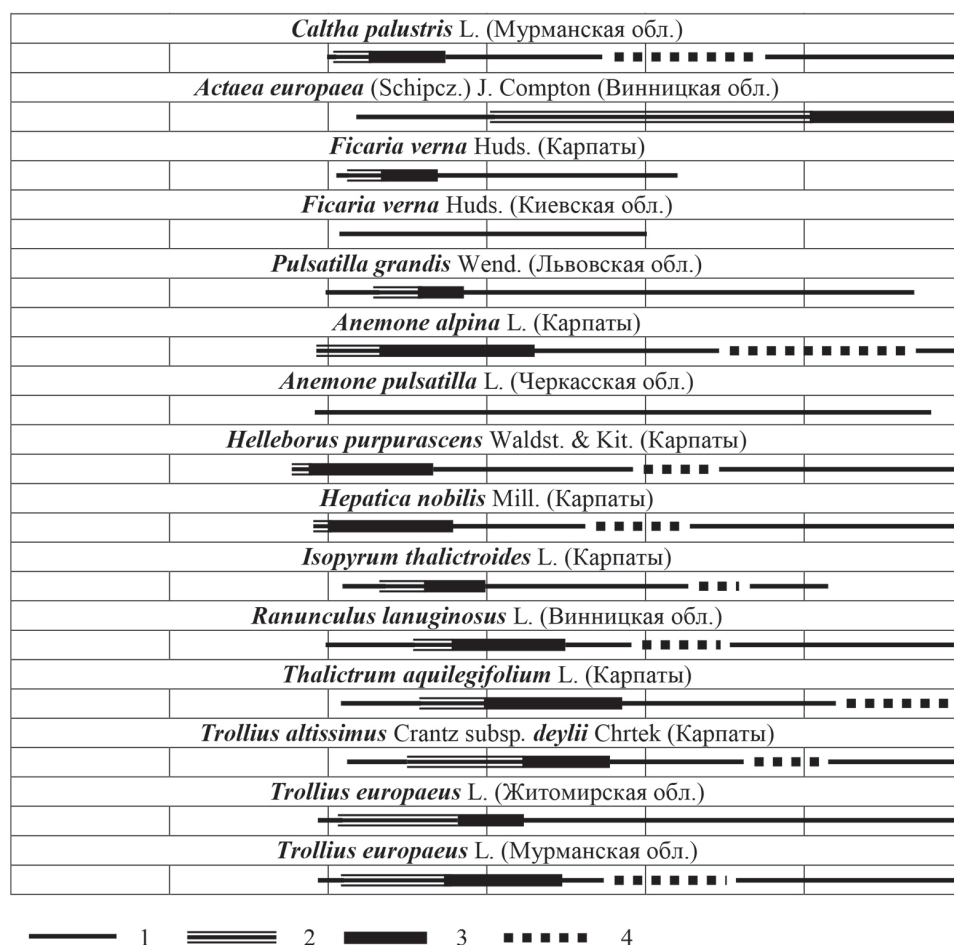 Caltha palustris L. (Мурманская обл.)
Actaea europaea (Schipcz.) J. Compton (Винницкая обл.)
Ficaria verna Huds. (Карпаты)
Ficaria verna Huds. (Киевская обл.)
Pulsatilla grandis Wend. (Львовская обл.)
Anemone alpina L. (Карпаты)
Anemone pulsatilla L. (Черкасская обл.)
Helleborus purpurascens Waldst. & Kit. (Карпаты)
Hepatica nobilis Mill. (Карпаты)
Isopyrum thalictroides L. (Карпаты)
Ranunculus lanuginosus L. (Винницкая обл.)
Thalictrum aquilegifolium L. (Карпаты)
Trollius altissimus Crantz subsp. deylii Chrtek (Карпаты)
Trollius europaeus L. (Житомирская обл.)
Trollius europaeus L. (Мурманская обл.)
1 2 3 4